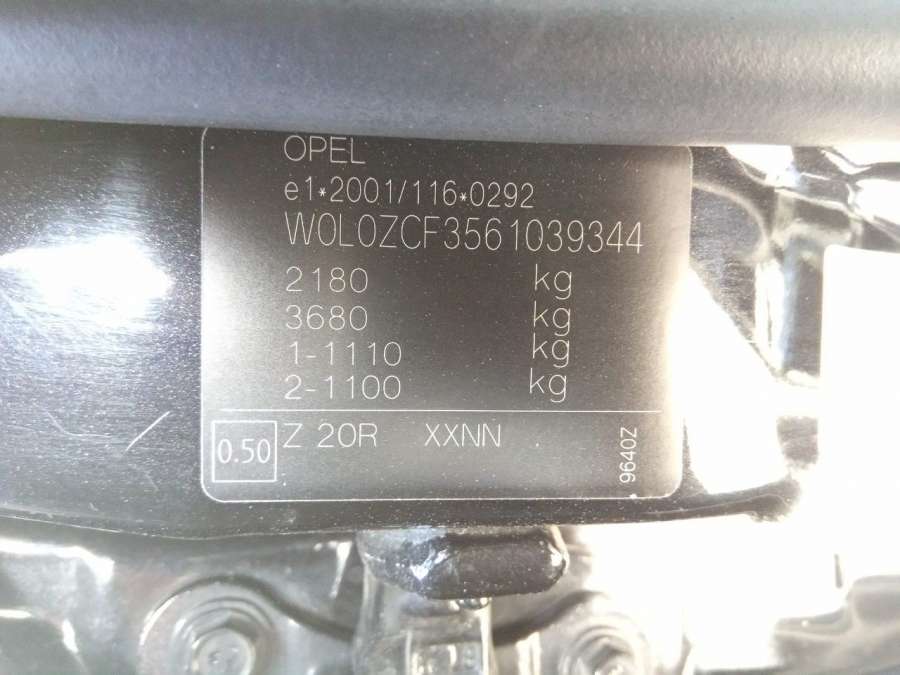 OPEL
e1*2001/116*0292
W0L0ZCF3561039344
2180 kg
3680 kg
1-1110 kg
2-1100 kg
0.50 Z 20R XXNN
9640Z